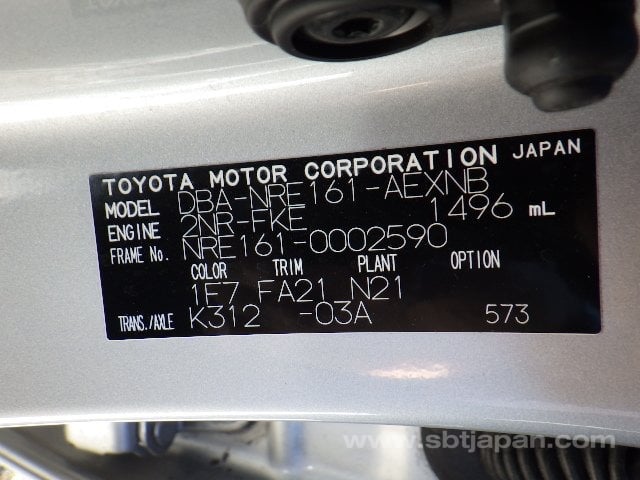 TOYOTA MOTOR CORPORATION JAPAN
MODEL DBA-NRE161-AEXNB
ENGINE 2NR-FKE 1496 mL
FRAME No. NRE161-0002590
COLOR TRIM PLANT OPTION
1E7 FA21 N21
TRANS./AXLE K312 -03A 573
www.sbtjapan.com